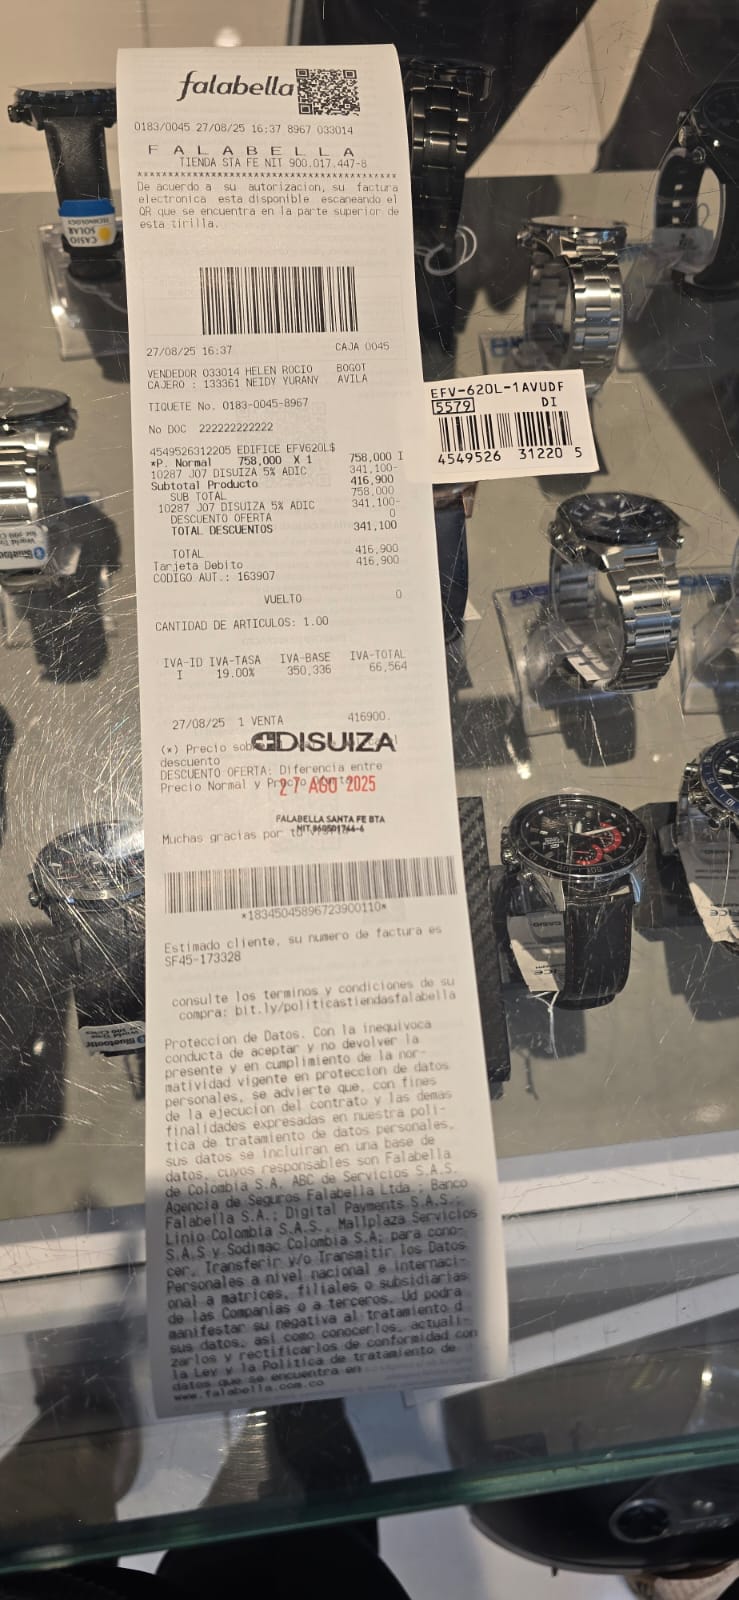 falabella
0183/0045 27/08/25 16:37 8967 033014
F A L A B E L L A
TIENDA STA FE NIT 900.017.447-8
****************************************
De acuerdo a su autorizacion, su factura
electronica esta disponible escaneando el
QR que se encuentra en la parte superior de
esta tirilla.
27/08/25 16:37 CAJA 0045
VENDEDOR 033014 HELEN ROCIO BOGOT
CAJERO : 133361 NEIDY YURANY AVILA
TIQUETE No. 0183-0045-8967
No DOC 222222222222
4549526312205 EDIFICE EFV620L$
*P. Normal 758,000 X 1 758,000 I
10287 J07 DISUIZA 5% ADIC 341,100-
Subtotal Producto 416,900
SUB TOTAL 758,000
10287 J07 DISUIZA 5% ADIC 341,100-
DESCUENTO OFERTA 0
TOTAL DESCUENTOS 341,100
TOTAL 416,900
Tarjeta Debito 416,900
CODIGO AUT.: 163907
VUELTO 0
CANTIDAD DE ARTICULOS: 1.00
IVA-ID IVA-TASA IVA-BASE IVA-TOTAL
I 19.00% 350,336 66,564
27/08/25 1 VENTA 416900.
(*) Precio
DISUIZA
descuento
DESCUENTO OFERTA: Diferencia entre
Precio Normal y
27 AGO 2025
FALABELLA SANTA FE BTA
Muchas gracias por
*18345045896723900110*
Estimado cliente, su numero de factura es
SF45-173328
consulte los terminos y condiciones de su
compra: bit.ly/politicastiendasfalabella
Proteccion de Datos. Con la inequivoca
conducta de aceptar y no devolver la
presente y en cumplimiento de la nor-
matividad vigente en proteccion de datos
personales, se advierte que, con fines
de la ejecucion del contrato y las demas
finalidades expresadas en nuestra poli-
tica de tratamiento de datos personales,
sus datos se incluiran en una base de
datos, cuyos responsables son Falabella
de Colombia S.A, ABC de Servicios S.A.S.
Agencia de Seguros Falabella Ltda.; Banco
Falabella S.A.; Digital Payments S.A.S.;
Linio Colombia S.A.S., Mallplaza Servicios
S.A.S y Sodimac Colombia S.A; para cono-
cer, Transferir y/o Transmitir los Datos
Personales a nivel nacional e internaci-
onal a matrices, filiales o subsidiarias
de las Companias o a terceros. Ud podra
manifestar su negativa al tratamiento d
sus datos, asi como conocerlos, actuali-
zarlos y rectificarlos de conformidad con
la Ley y la Politica de tratamiento de
datos que se encuentra en
www.falabella.com.co
EFV-620L-1AVUDF
5579 DI
4549526 31220 5
CASIO
SOLAR
TECHNOLOGY
Bluetooth
Bluetooth
CASIO